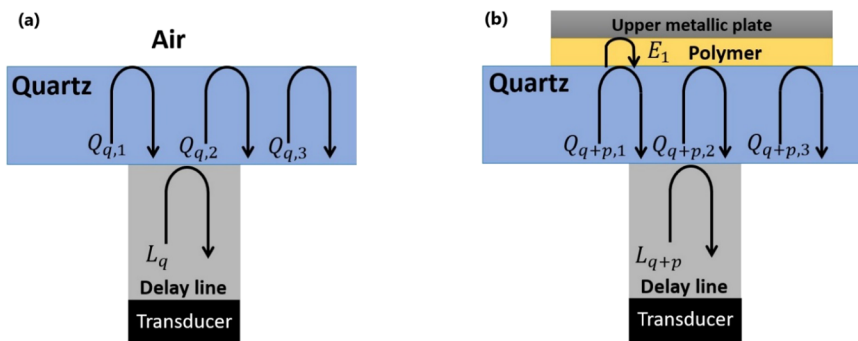 (a)
Air
Quartz
Q_{q,1}
Q_{q,2}
Q_{q,3}
L_q
Delay line
Transducer
(b)
Upper metallic plate
E_1
Polymer
Quartz
Q_{q+p,1}
Q_{q+p,2}
Q_{q+p,3}
L_{q+p}
Delay line
Transducer